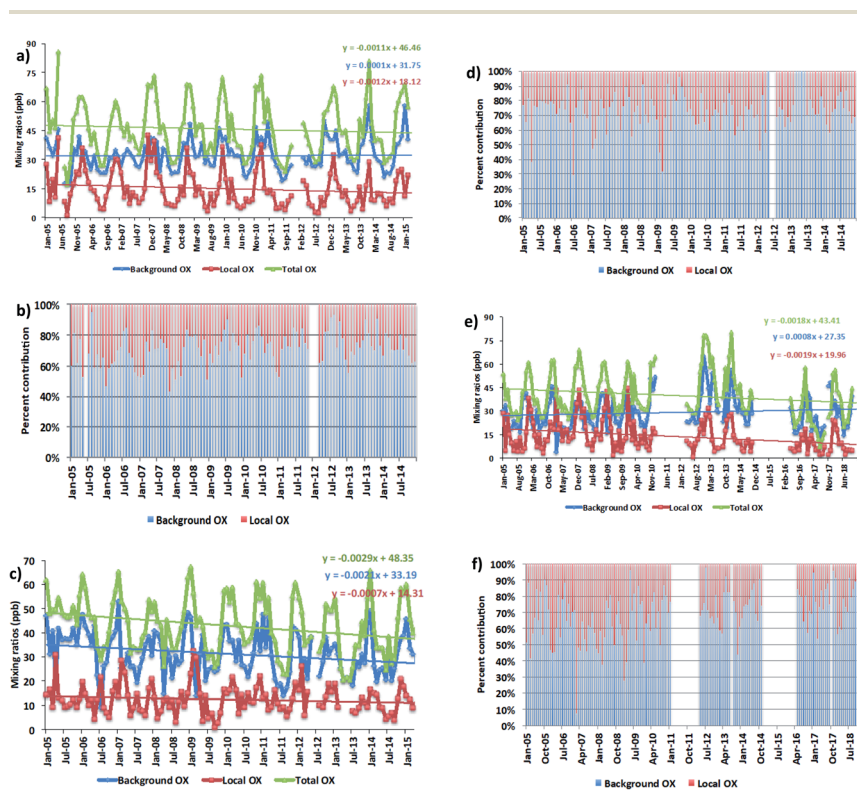 a)
y = -0.0011x + 46.46
y = 0.0001x + 31.75
y = -0.0012x + 18.12
Mixing ratios (ppb)
90
75
60
45
30
15
0
Jan-05 Jun-05 Nov-05 Apr-06 Sep-06 Feb-07 Jul-07 Dec-07 May-08 Oct-08 Mar-09 Aug-09 Jan-10 Jun-10 Nov-10 Apr-11 Sep-11 Feb-12 Jul-12 Dec-12 May-13 Oct-13 Mar-14 Aug-14 Jan-15
Background OX Local OX Total OX
d)
Percent contribution
100%
90%
80%
70%
60%
50%
40%
30%
20%
10%
0%
Jan-05 Jul-05 Jan-06 Jul-06 Jan-07 Jul-07 Jan-08 Jul-08 Jan-09 Jul-09 Jan-10 Jul-10 Jan-11 Jul-11 Jan-12 Jul-12 Jan-13 Jul-13 Jan-14 Jul-14
Background OX Local OX
b)
Percent contribution
100%
80%
60%
40%
20%
0%
Jan-05 Jul-05 Jan-06 Jul-06 Jan-07 Jul-07 Jan-08 Jul-08 Jan-09 Jul-09 Jan-10 Jul-10 Jan-11 Jul-11 Jan-12 Jul-12 Jan-13 Jul-13 Jan-14 Jul-14
Background OX Local OX
e)
y = -0.0018x + 43.41
y = 0.0008x + 27.35
y = -0.0019x + 19.96
Mixing ratios (ppb)
90
75
60
45
30
15
0
Jan-05 Aug-05 Mar-06 Oct-06 May-07 Dec-07 Jul-08 Feb-09 Sep-09 Apr-10 Nov-10 Jun-11 Jan-12 Aug-12 Mar-13 Oct-13 May-14 Dec-14 Jul-15 Feb-16 Sep-16 Apr-17 Nov-17 Jun-18
Background OX Local OX Total OX
c)
y = -0.0029x + 48.35
y = -0.0021x + 33.19
y = -0.0007x + 14.31
Mixing ratios (ppb)
70
60
50
40
30
20
10
0
Jan-05 Jul-05 Jan-06 Jul-06 Jan-07 Jul-07 Jan-08 Jul-08 Jan-09 Jul-09 Jan-10 Jul-10 Jan-11 Jul-11 Jan-12 Jul-12 Jan-13 Jul-13 Jan-14 Jul-14 Jan-15
Background OX Local OX Total OX
f)
Percent contribution
100%
90%
80%
70%
60%
50%
40%
30%
20%
10%
0%
Jan-05 Oct-05 Jul-06 Apr-07 Jan-08 Oct-08 Jul-09 Apr-10 Jan-11 Oct-11 Jul-12 Apr-13 Jan-14 Oct-14 Jul-15 Apr-16 Jan-17 Oct-17 Jul-18
Background OX Local OX